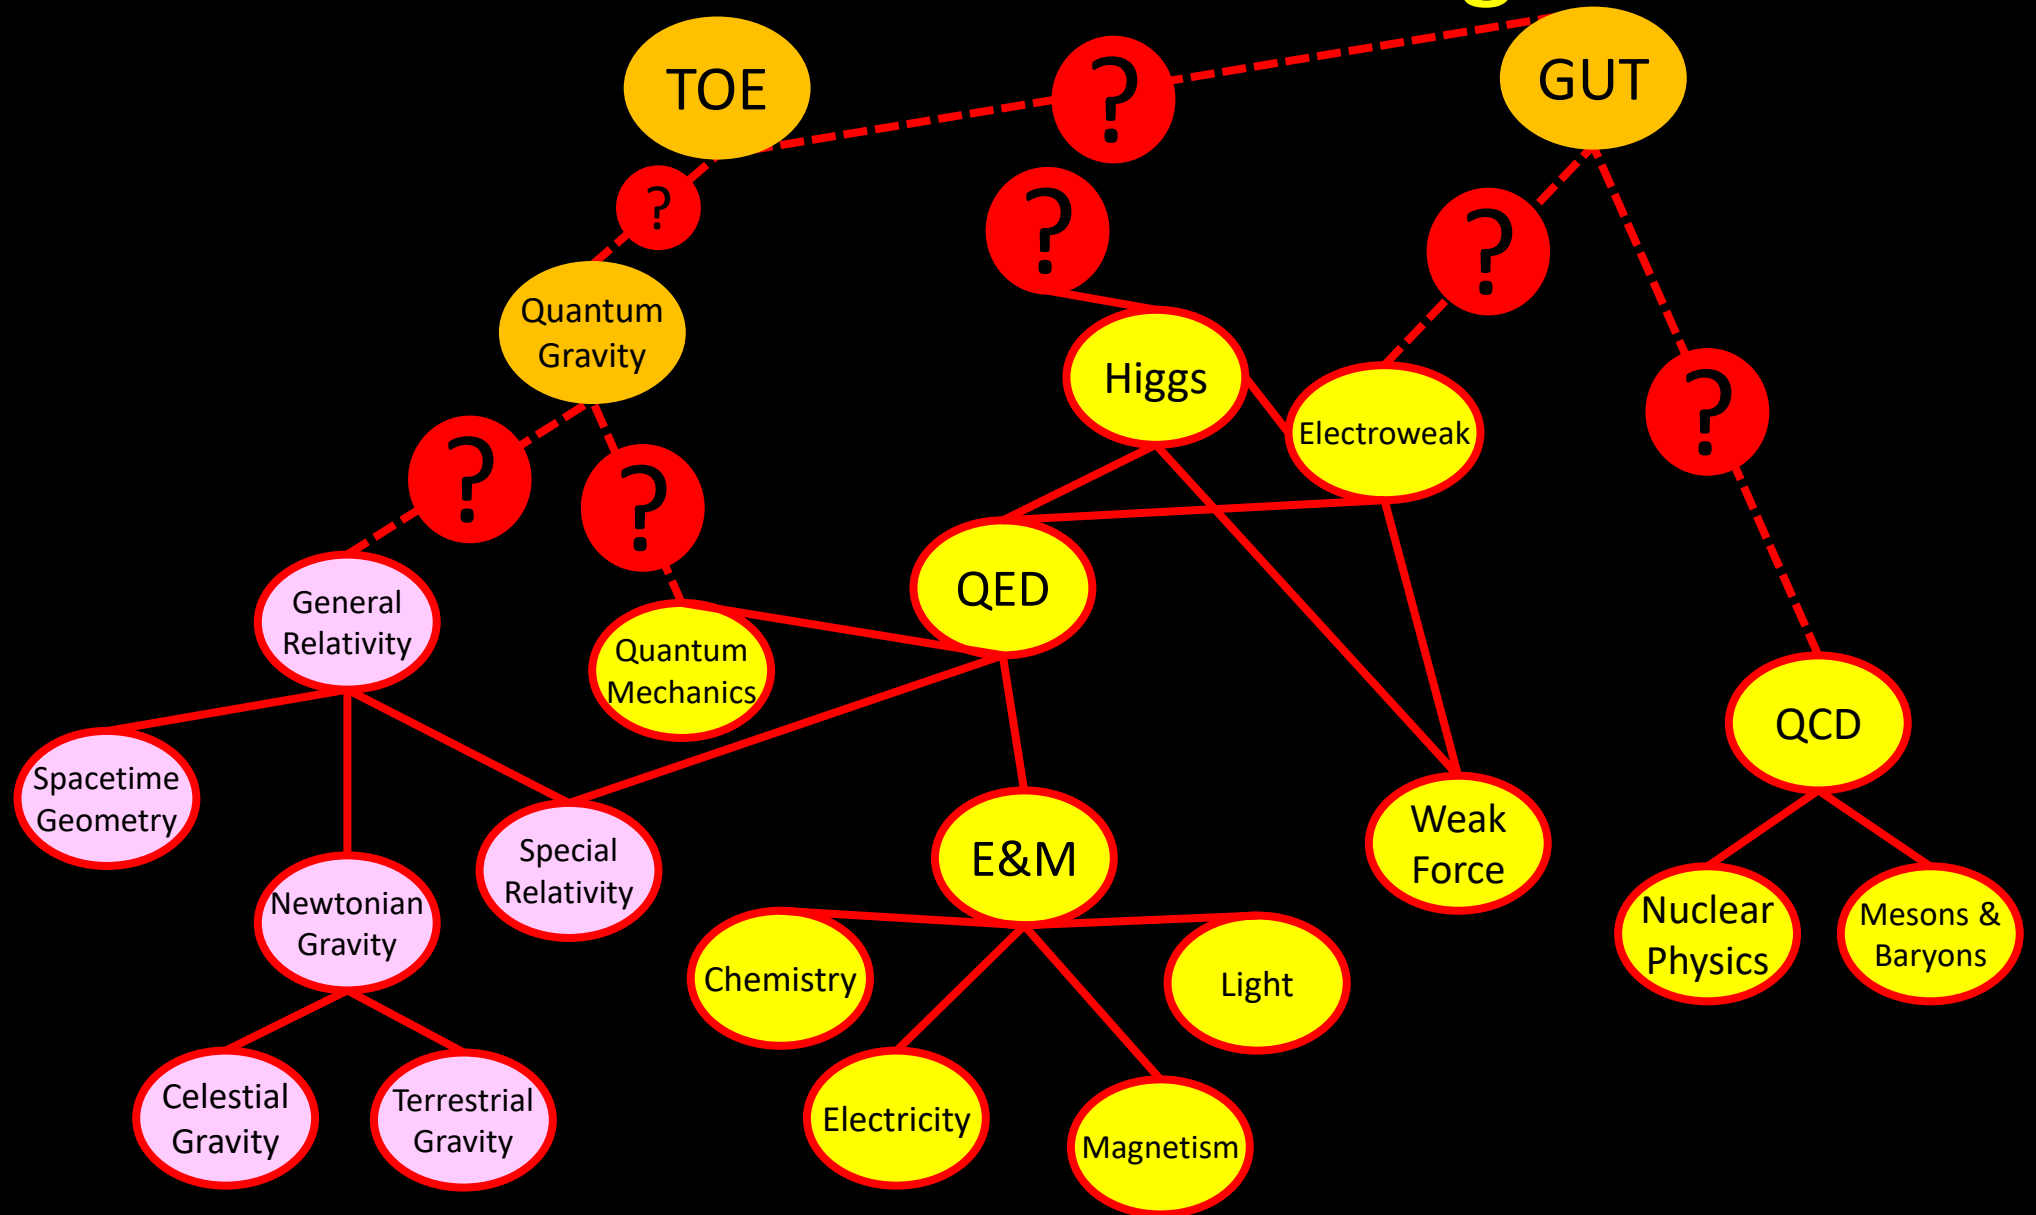 TOE
?
GUT
?
?
?
Quantum
Gravity
Higgs
Electroweak
?
?
?
General
Relativity
Quantum
Mechanics
QED
QCD
Spacetime
Geometry
Special
Relativity
E&M
Weak
Force
Newtonian
Gravity
Nuclear
Physics
Mesons &
Baryons
Chemistry
Light
Celestial
Gravity
Terrestrial
Gravity
Electricity
Magnetism